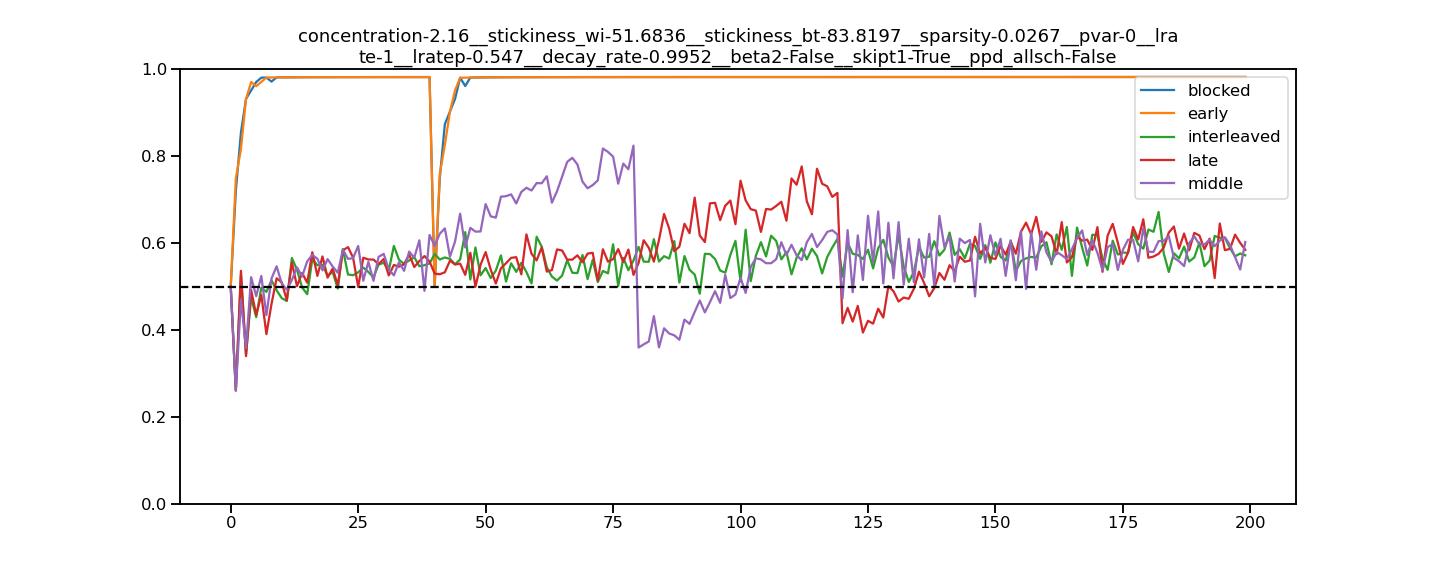 concentration-2.16__stickiness_wi-51.6836__stickiness_bt-83.8197__sparsity-0.0267__pvar-0__lra
te-1__lratep-0.547__decay_rate-0.9952__beta2-False__skipt1-True__ppd_allsch-False
1.0
0.8
0.6
0.4
0.2
0.0
blocked
early
interleaved
late
middle
0 25 50 75 100 125 150 175 200